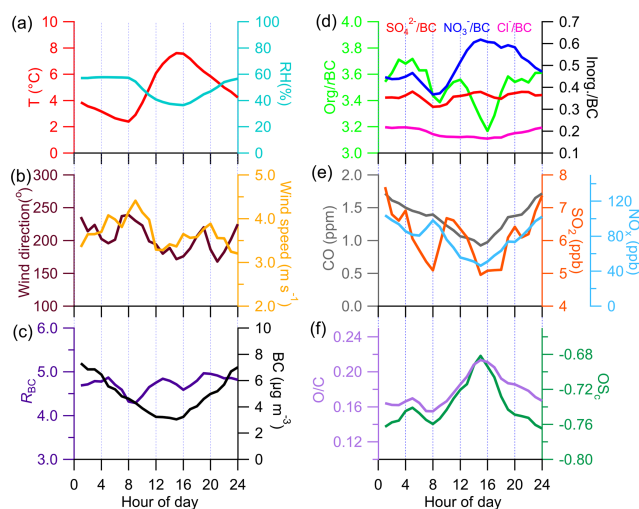 (a)
T (°C)
10
8
6
4
2
0
RH(%)
100
80
60
40
20
0
(b)
Wind direction(°)
300
250
200
150
100
Wind speed (m s⁻¹)
5.0
4.0
3.0
2.0
(c)
R_BC
6.0
5.0
4.0
3.0
BC (µg m⁻³)
10
8
6
4
2
0
0 4 8 12 16 20 24
Hour of day
(d)
SO₄²⁻/BC NO₃⁻/BC Cl⁻/BC
Org./BC
4.0
3.8
3.6
3.4
3.2
3.0
Inorg./BC
0.7
0.6
0.5
0.4
0.3
0.2
0.1
(e)
CO (ppm)
2.0
1.5
1.0
0.5
0.0
SO₂ (ppb)
8
7
6
5
4
NOₓ (ppb)
120
80
40
0
(f)
O/C
0.24
0.20
0.16
0.12
OS_c
-0.68
-0.72
-0.76
-0.80
0 4 8 12 16 20 24
Hour of day